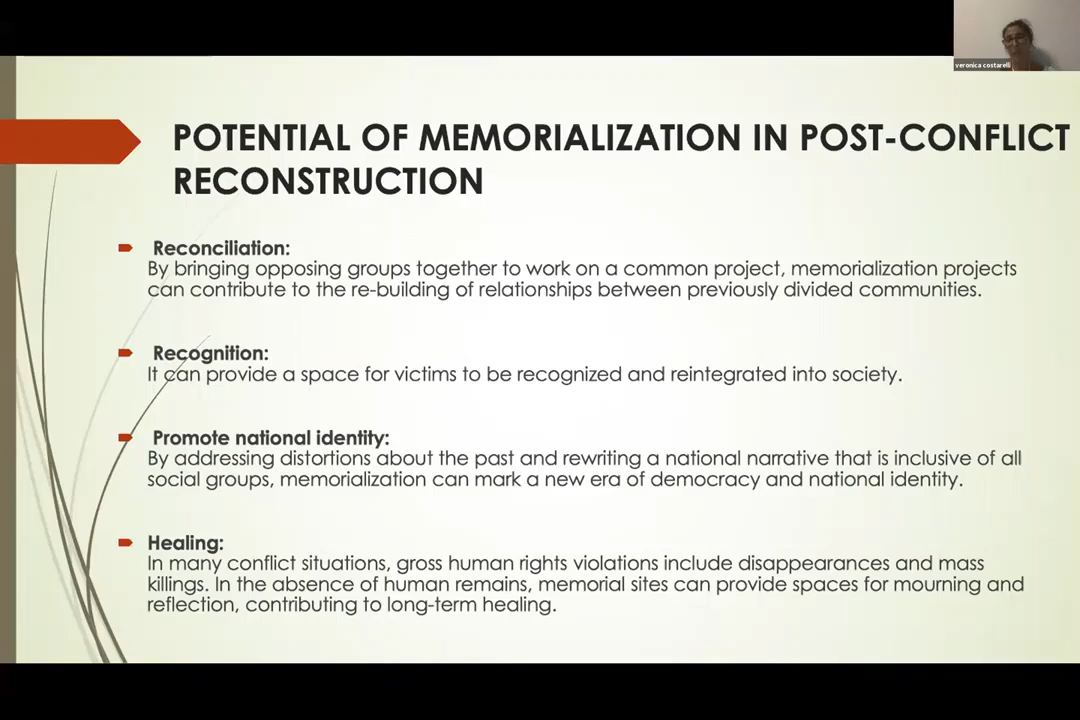 veronica costarelli
POTENTIAL OF MEMORIALIZATION IN POST-CONFLICT
RECONSTRUCTION
Reconciliation:
By bringing opposing groups together to work on a common project, memorialization projects
can contribute to the re-building of relationships between previously divided communities.
Recognition:
It can provide a space for victims to be recognized and reintegrated into society.
Promote national identity:
By addressing distortions about the past and rewriting a national narrative that is inclusive of all
social groups, memorialization can mark a new era of democracy and national identity.
Healing:
In many conflict situations, gross human rights violations include disappearances and mass
killings. In the absence of human remains, memorial sites can provide spaces for mourning and
reflection, contributing to long-term healing.